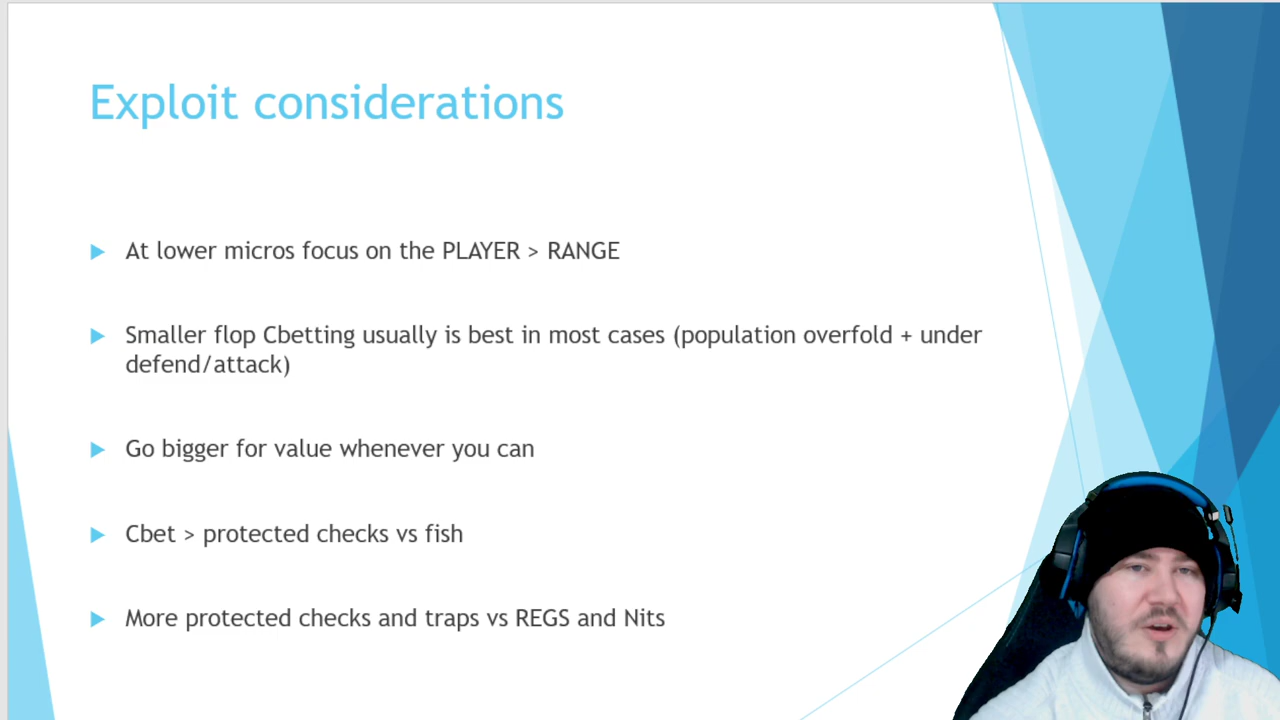 Exploit considerations
At lower micros focus on the PLAYER > RANGE
Smaller flop Cbetting usually is best in most cases (population overfold + under
defend/attack)
Go bigger for value whenever you can
Cbet > protected checks vs fish
More protected checks and traps vs REGS and Nits